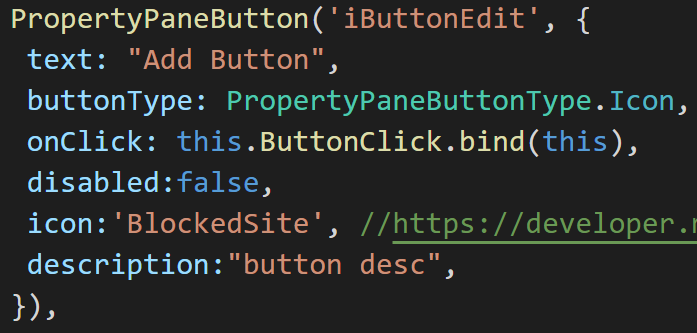 PropertyPaneButton('iButtonEdit', {
text: "Add Button",
buttonType: PropertyPaneButtonType.Icon,
onClick: this.ButtonClick.bind(this),
disabled:false,
icon:'BlockedSite', //https://developer.
description:"button desc",
}),